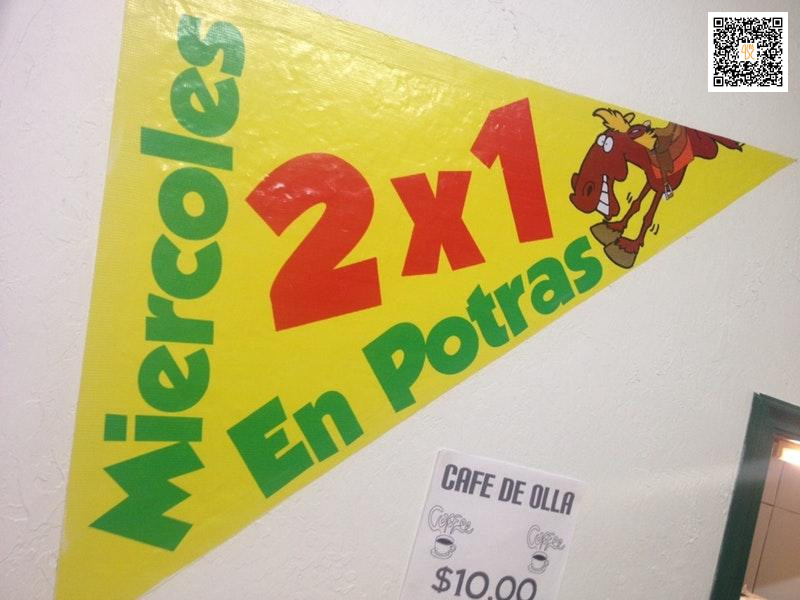 Miercoles
2x1
En Potras
CAFE DE OLLA
Coffee
Coffee
$10.00